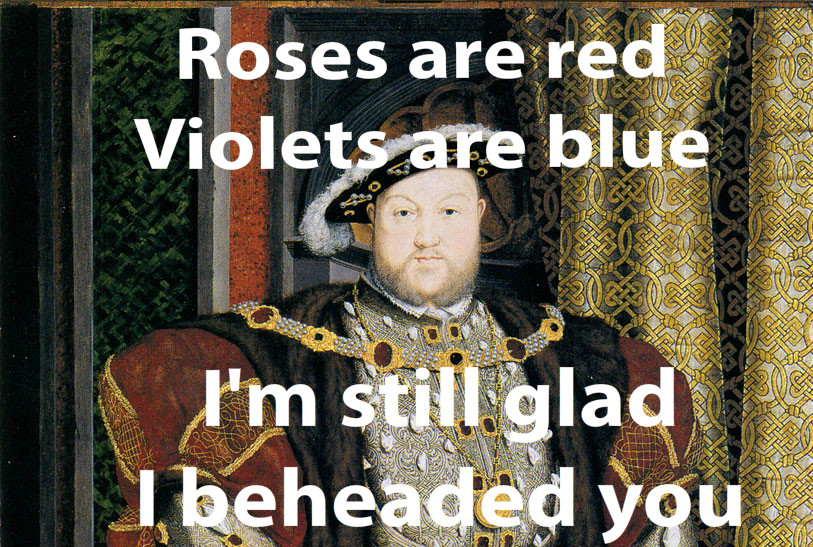 Roses are red
Violets are blue
I'm still glad
I beheaded you